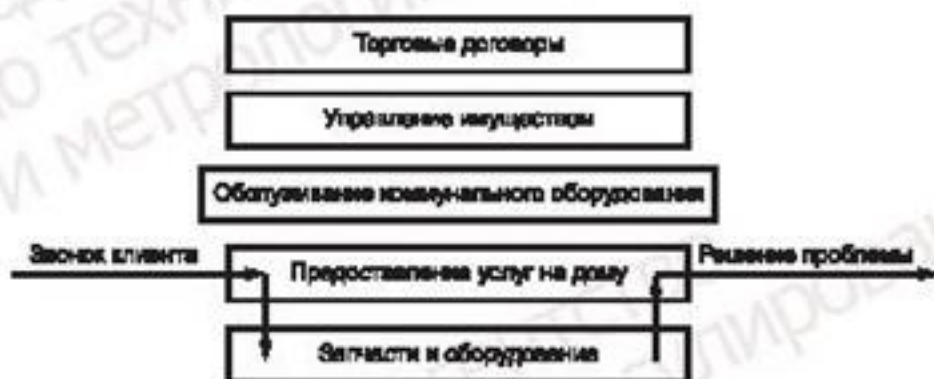 Торговые договоры
Управление имуществом
Обслуживание коммунального оборудования
Звонок клиента
Предоставление услуг на дому
Решение проблемы
Запчасти и оборудование